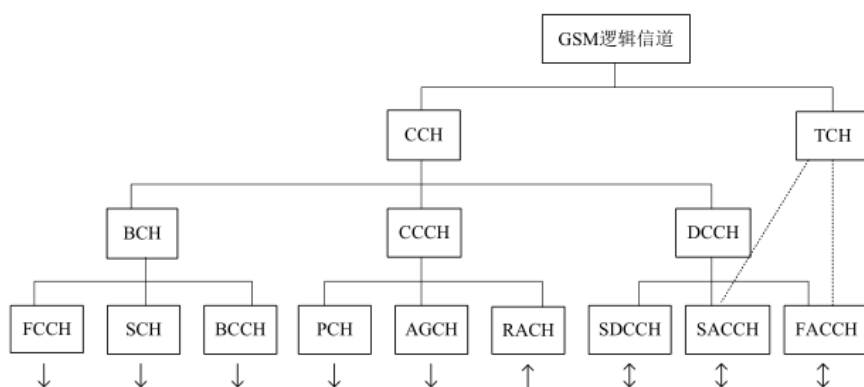 GSM逻辑信道
CCH
TCH
BCH
CCCH
DCCH
FCCH
SCH
BCCH
PCH
AGCH
RACH
SDCCH
SACCH
FACCH